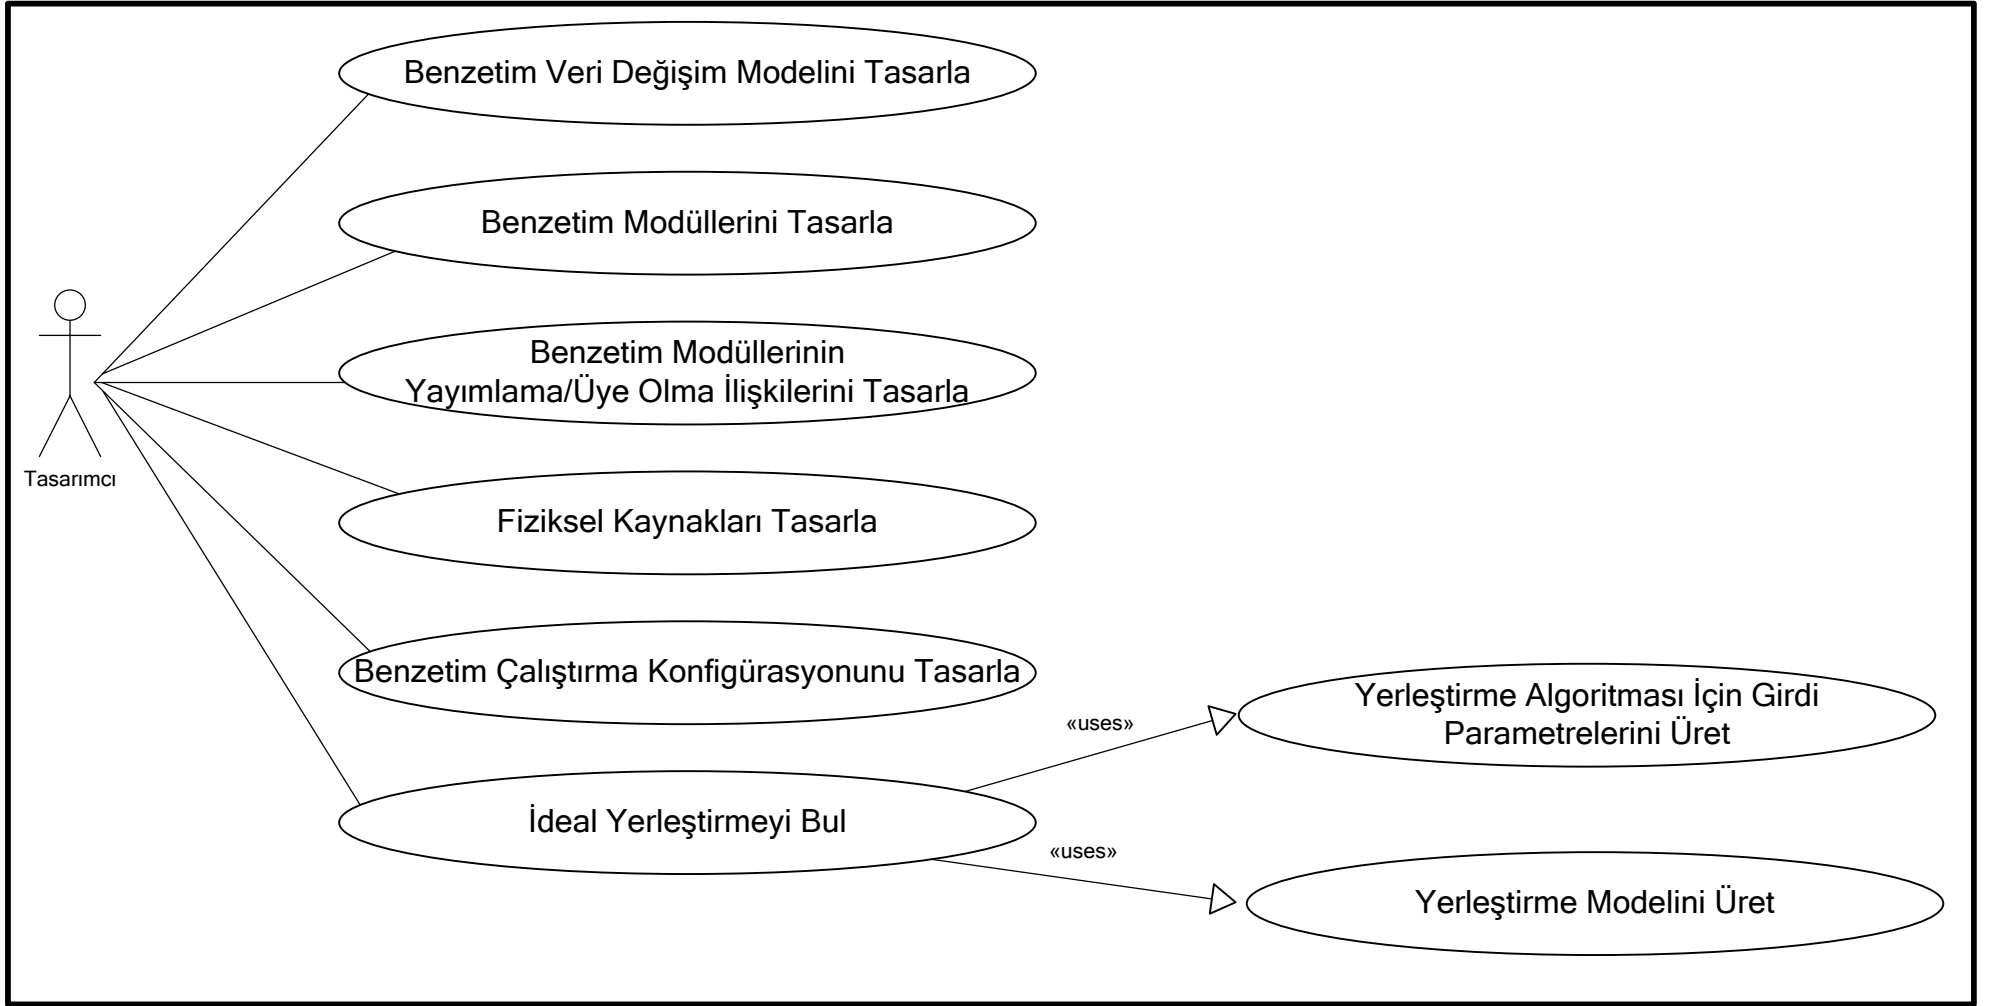 Benzetim Veri Değişim Modelini Tasarla
Benzetim Modüllerini Tasarla
Benzetim Modüllerinin
Yayımlama/Üye Olma İlişkilerini Tasarla
Tasarımcı
Fiziksel Kaynakları Tasarla
Benzetim Çalıştırma Konfigürasyonunu Tasarla
«uses»
Yerleştirme Algoritması İçin Girdi
Parametrelerini Üret
İdeal Yerleştirmeyi Bul
«uses»
Yerleştirme Modelini Üret